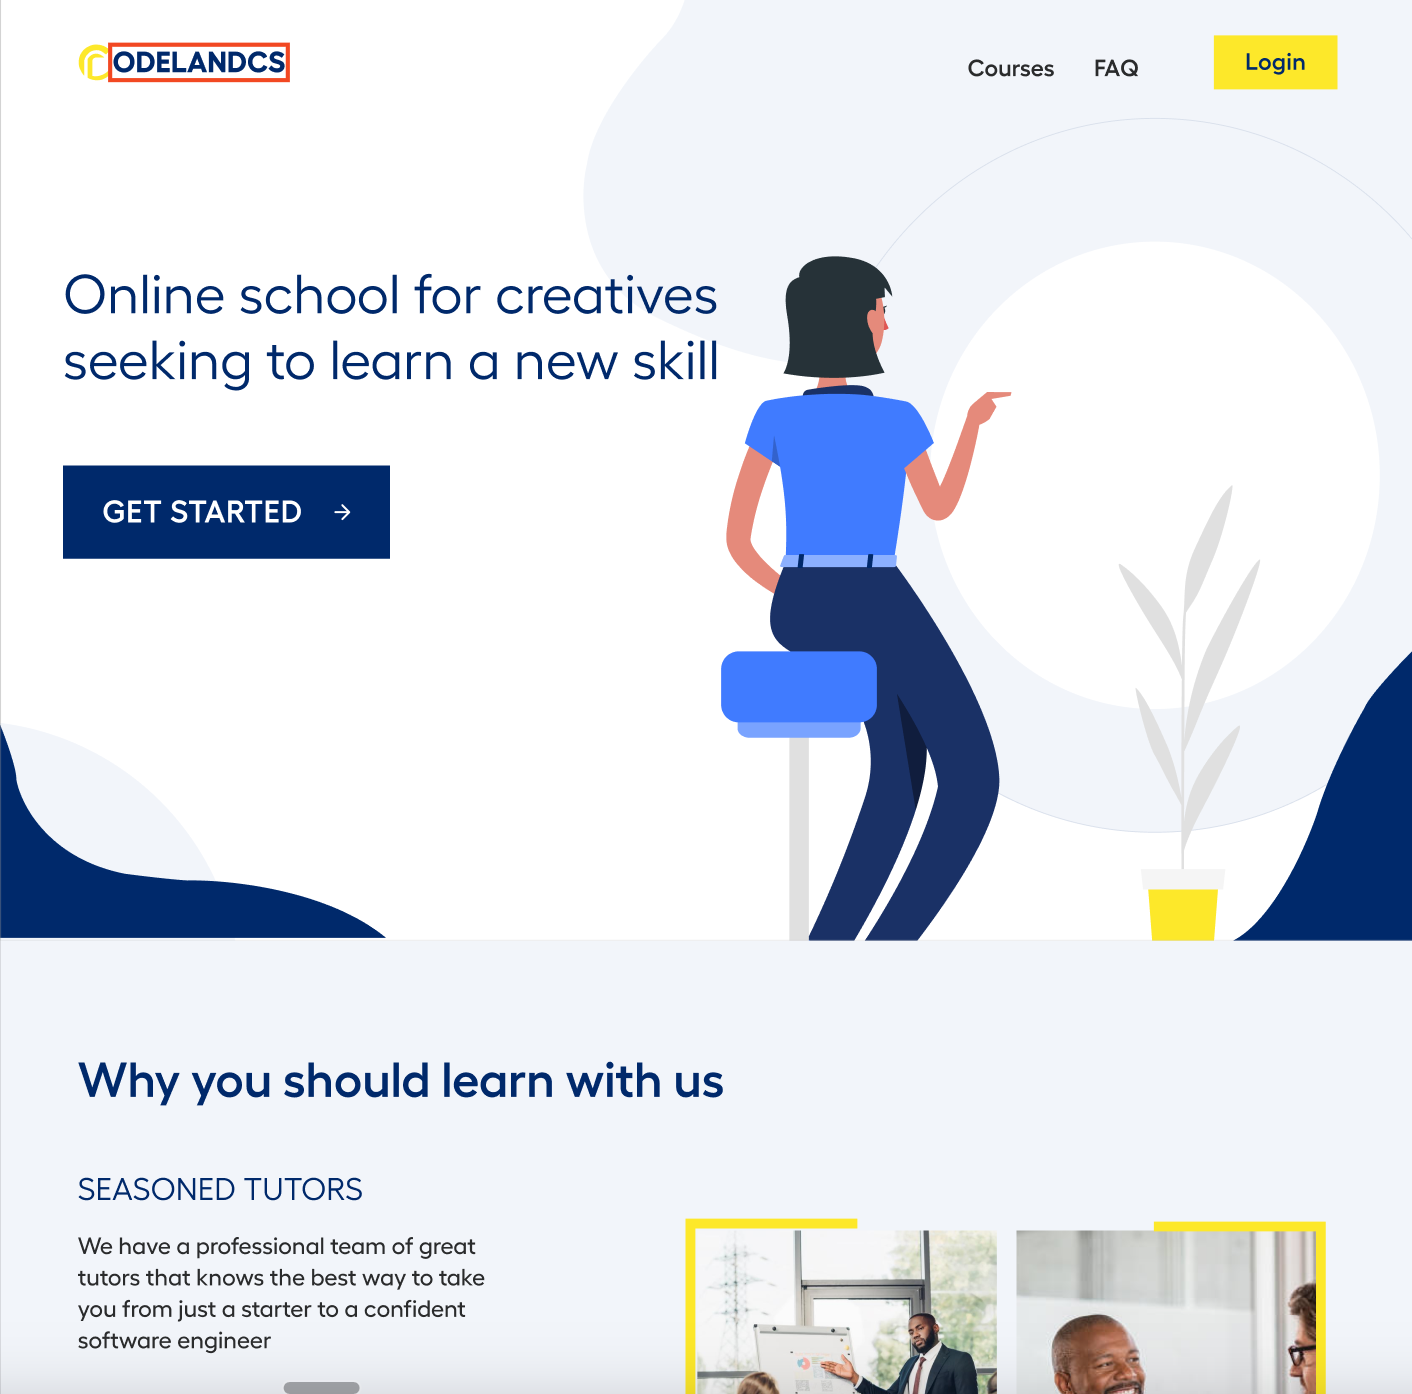 CODELANDCS
Courses
FAQ
Login
Online school for creatives
seeking to learn a new skill
GET STARTED →
Why you should learn with us
SEASONED TUTORS
We have a professional team of great
tutors that knows the best way to take
you from just a starter to a confident
software engineer